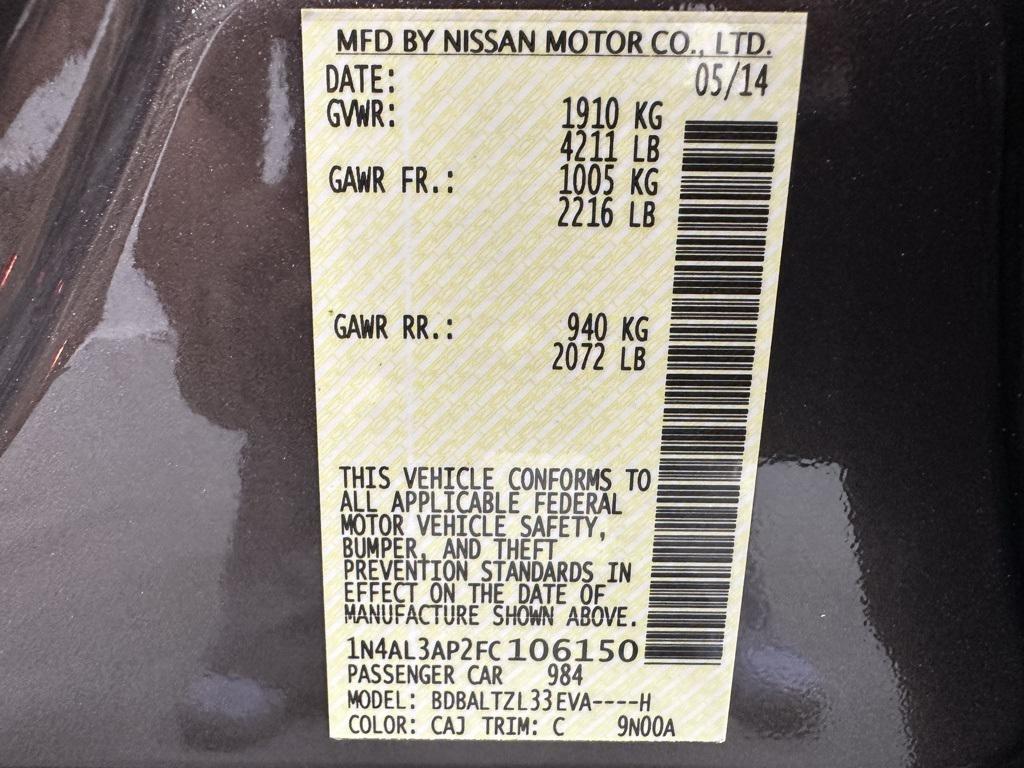 MFD BY NISSAN MOTOR CO., LTD.
DATE: 05/14
GVWR: 1910 KG
4211 LB
GAWR FR.: 1005 KG
2216 LB
GAWR RR.: 940 KG
2072 LB
THIS VEHICLE CONFORMS TO
ALL APPLICABLE FEDERAL
MOTOR VEHICLE SAFETY,
BUMPER, AND THEFT
PREVENTION STANDARDS IN
EFFECT ON THE DATE OF
MANUFACTURE SHOWN ABOVE.
1N4AL3AP2FC106150
PASSENGER CAR 984
MODEL: BDBALTZL33EVA----H
COLOR: CAJ TRIM: C 9N00A